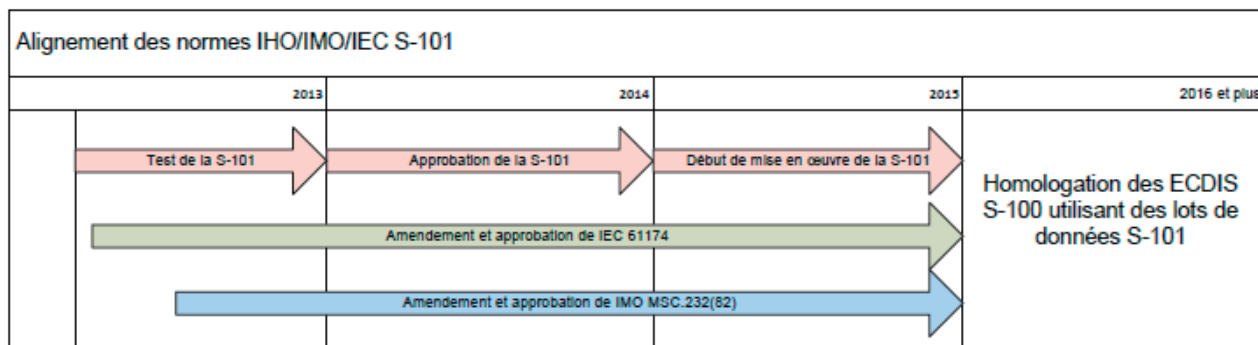 Alignement des normes IHO/IMO/IEC S-101
2013 2014 2015 2016 et plus
Test de la S-101 Approbation de la S-101 Début de mise en œuvre de la S-101
Amendement et approbation de IEC 61174
Amendement et approbation de IMO MSC.232(82)
Homologation des ECDIS
S-100 utilisant des lots de
données S-101